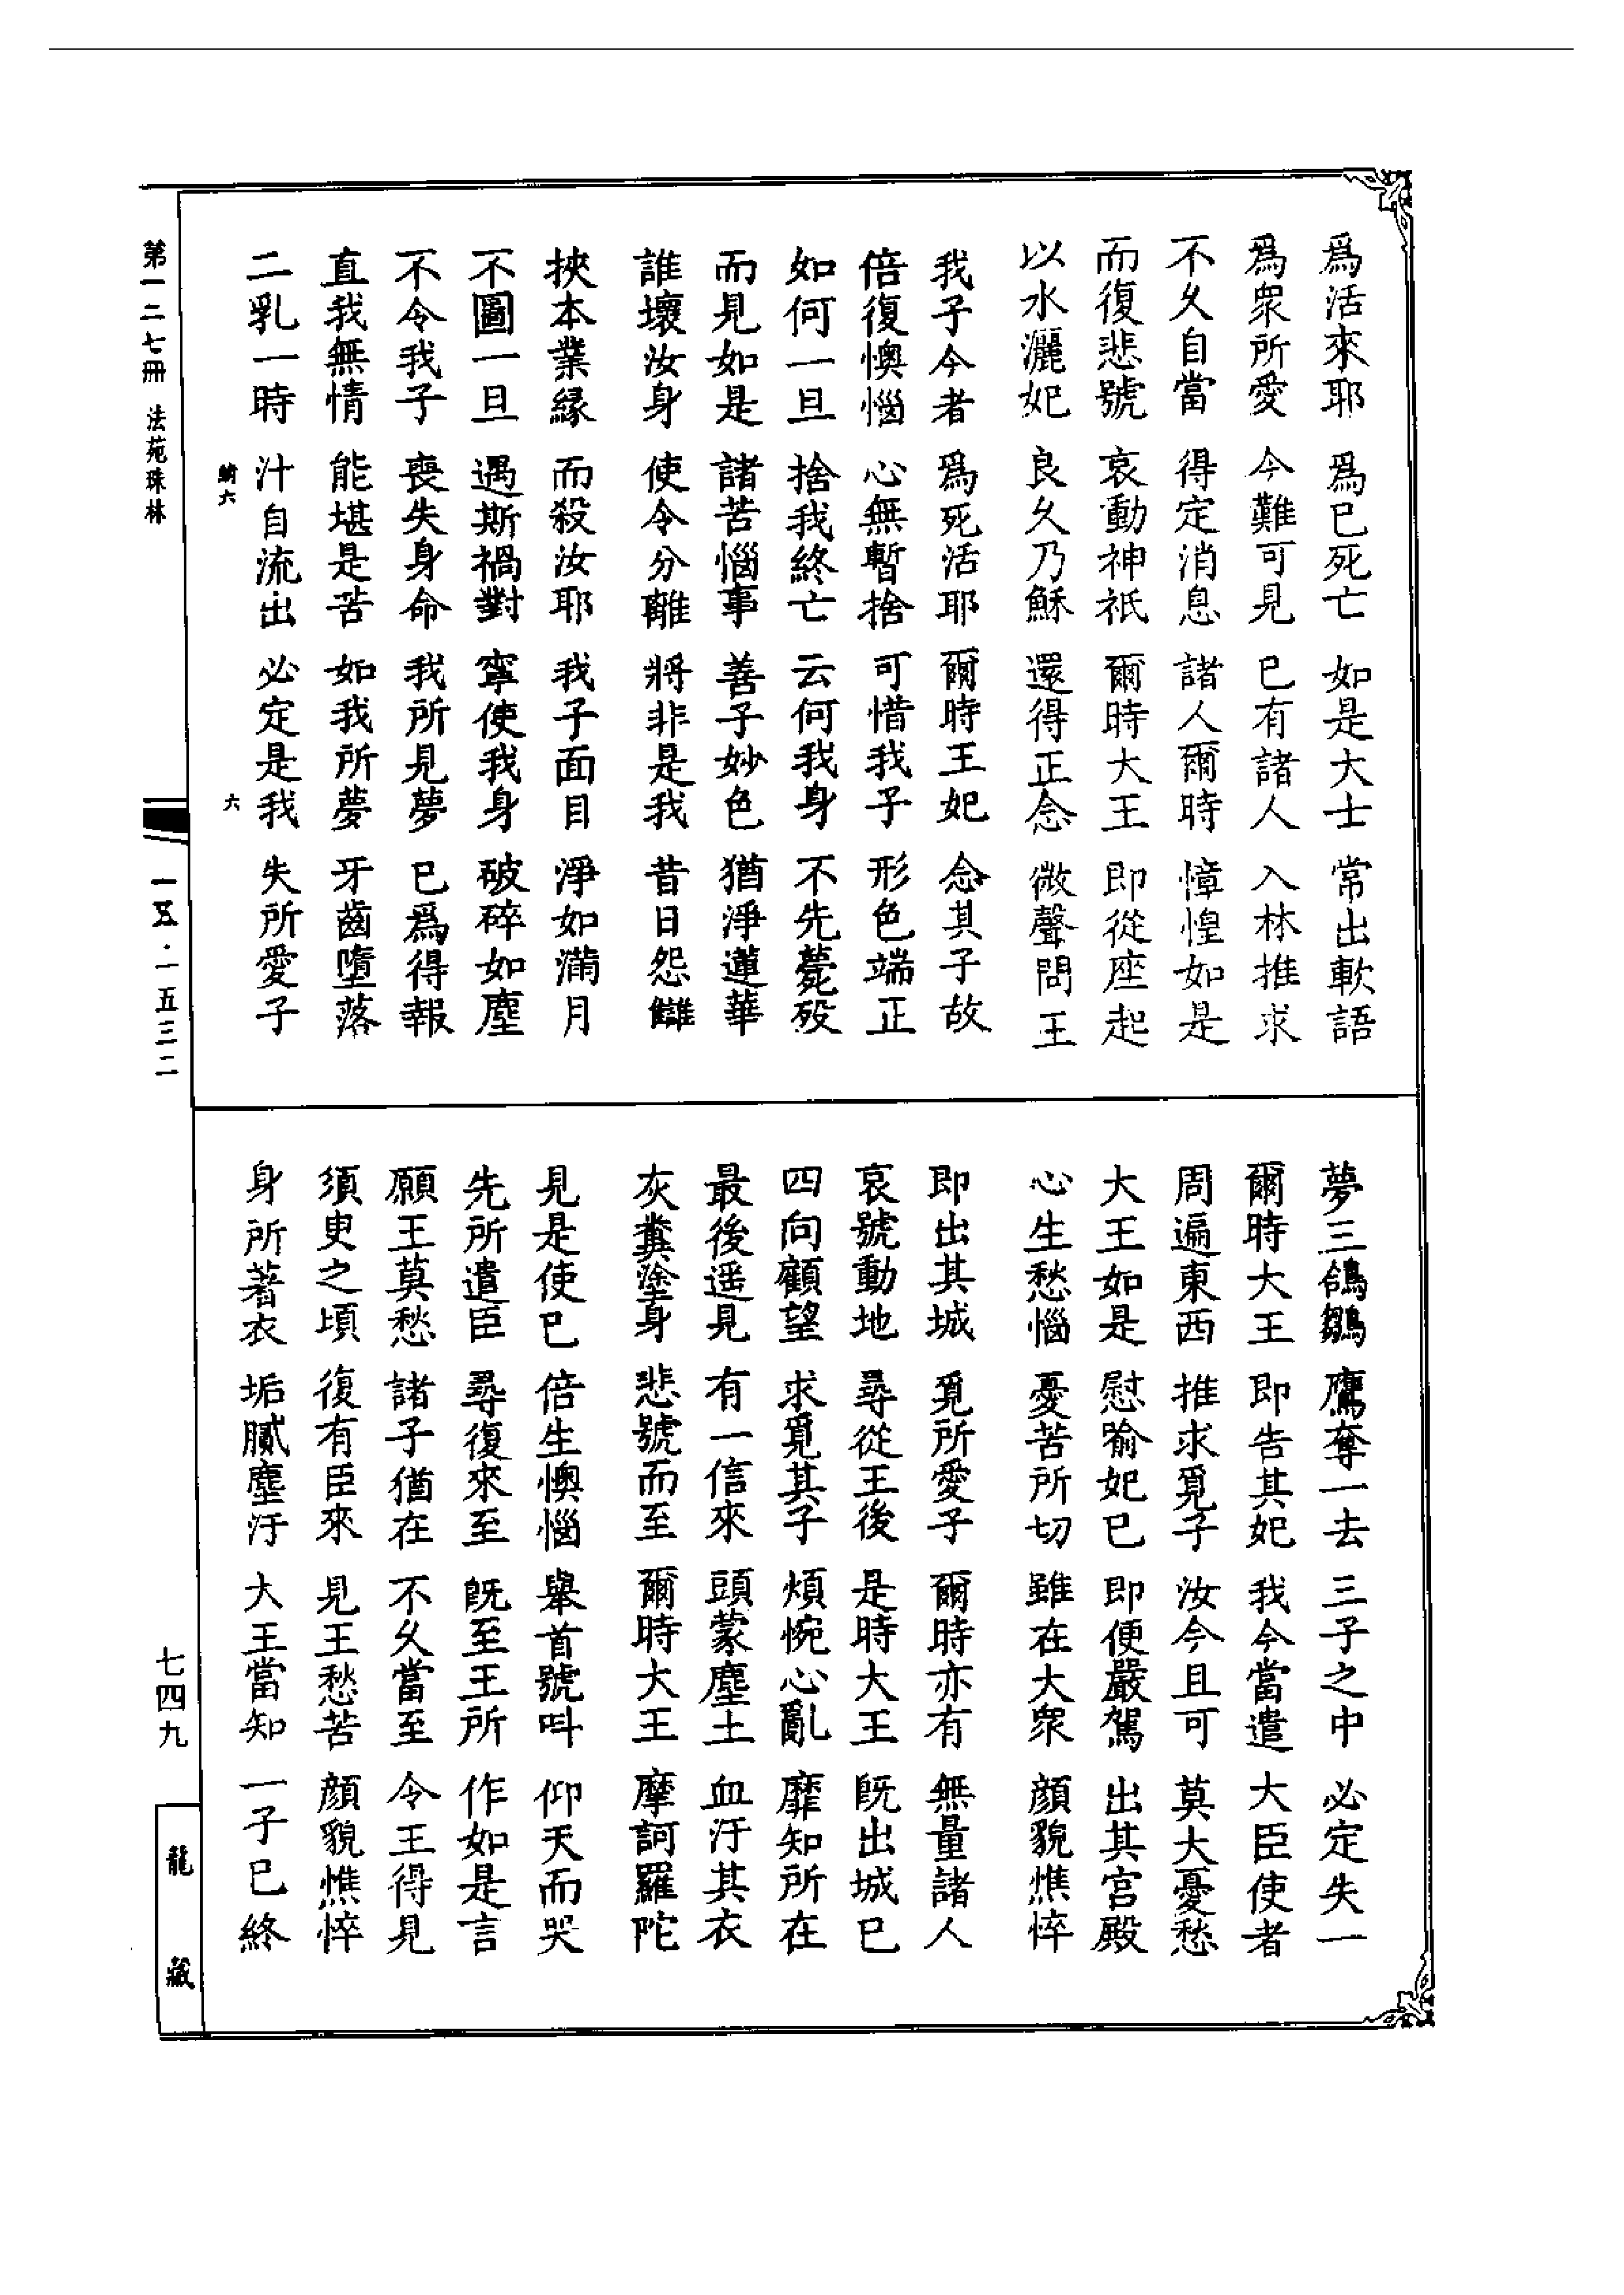 爲活來耶　爲已死亡　如是大士　常出軟語
爲衆所愛　今難可見　已有諸人　入林推求
不久自當　得定消息　諸人爾時　慞惶如是
而復悲號　哀動神祇　爾時大王　即從座起
以水灑妃　良久乃穌　還得正念　微聲問王
我子今者　爲死活耶　爾時王妃　念其子故
倍復懊惱　心無暫捨　可惜我子　形色端正
如何一旦　捨我終亡　云何我身　不先薨歿
而見如是　諸苦惱事　善子妙色　猶淨蓮華
誰壞汝身　使令分離　將非是我　昔日怨讎
挾本業緣　而殺汝耶　我子面目　淨如滿月
不圖一旦　遇斯禍對　寧使我身　破碎如塵
不令我子　喪失身命　我所見夢　已爲得報
直我無情　能堪是苦　如我所夢　牙齒墮落
二乳一時　汁自流出　必定是我　失所愛子
夢三鴿鶵　鷹奪一去　三子之中　必定失一
爾時大王　即告其妃　我今當遣　大臣使者
周遍東西　推求覓子　汝今且可　莫大憂愁
大王如是　慰喻妃已　即便嚴駕　出其宮殿
心生愁惱　憂苦所切　雖在大衆　顏貌憔悴
即出其城　覓所愛子　爾時亦有　無量諸人
哀號動地　尋從王後　是時大王　既出城已
四向顧望　求覓其子　煩惋心亂　靡知所在
最後遥見　有一信來　頭蒙塵土　血汙其衣
灰糞塗身　悲號而至　爾時大王　摩訶羅陀
見是使已　倍生懊惱　舉首號叫　仰天而哭
先所遣臣　尋復來至　既至王所　作如是言
願王莫愁　諸子猶在　不久當至　令王得見
須臾之頃　復有臣來　見王愁苦　顏貌憔悴
身所著衣　垢膩塵汙　大王當知　一子已終
六
六
第一二七冊　法苑珠林
一五·一五三二
七四九
龍藏